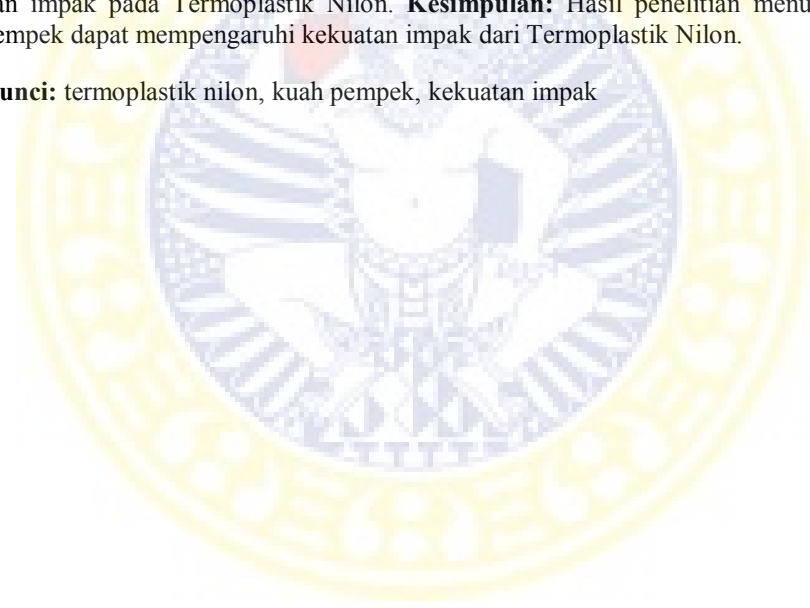 an impak pada Termoplastik Nilon. Kesimpulan: Hasil penelitian menu
empek dapat mempengaruhi kekuatan impak dari Termoplastik Nilon.
unci: termoplastik nilon, kuah pempek, kekuatan impak